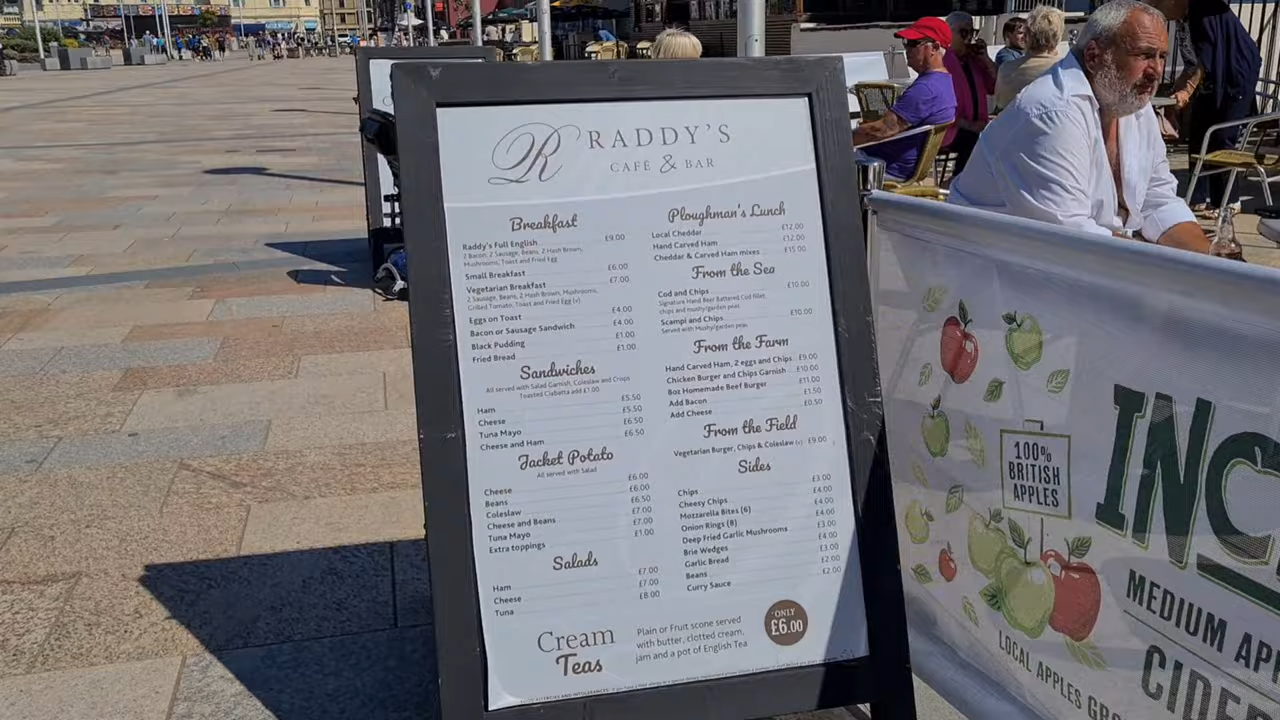 RADDY'S
CAFÉ & BAR
Breakfast
Raddy's Full English £9.00
2 Bacon, 2 Sausage, Beans, 2 Hash Brown,
Mushrooms, Toast and Fried Egg
Small Breakfast £6.00
Vegetarian Breakfast £7.00
2 Sausage, Beans, 2 Hash Brown, Mushrooms,
Grilled Tomato, Toast and Fried Egg (v)
Eggs on Toast £4.00
Bacon or Sausage Sandwich £4.00
Black Pudding £1.00
Fried Bread £1.00
Sandwiches
All served with Salad Garnish, Coleslaw and Crisps
Toasted Ciabatta add £1.00
Ham £5.50
Cheese £5.50
Tuna Mayo £6.50
Cheese and Ham £6.50
Jacket Potato
All served with Salad
Cheese £6.00
Beans £6.00
Coleslaw £6.50
Cheese and Beans £7.00
Tuna Mayo £7.00
Extra toppings £1.00
Salads
Ham £7.00
Cheese £7.00
Tuna £8.00
Ploughman's Lunch
Local Cheddar £12.00
Hand Carved Ham £12.00
Cheddar & Carved Ham mixes £15.00
From the Sea
Cod and Chips £10.00
Signature Hand Beer Battered Cod fillet,
chips and mushy/garden peas
Scampi and Chips £10.00
Served with Mushy/garden peas
From the Farm
Hand Carved Ham, 2 eggs and Chips £9.00
Chicken Burger and Chips Garnish £10.00
8oz Homemade Beef Burger £11.00
Add Bacon £1.50
Add Cheese £0.50
From the Field
Vegetarian Burger, Chips & Coleslaw (v) £9.00
Sides
Chips £3.00
Cheesy Chips £4.00
Mozzarella Bites (6) £4.00
Onion Rings (8) £4.00
Deep Fried Garlic Mushrooms £3.00
Brie Wedges £4.00
Garlic Bread £3.00
Beans £2.00
Curry Sauce £2.00
Cream
Teas
Plain or Fruit scone served
with butter, clotted cream,
jam and a pot of English Tea
ONLY
£6.00
100%
BRITISH
APPLES
INC
MEDIUM AP
CIDE
LOCAL APPLES GR